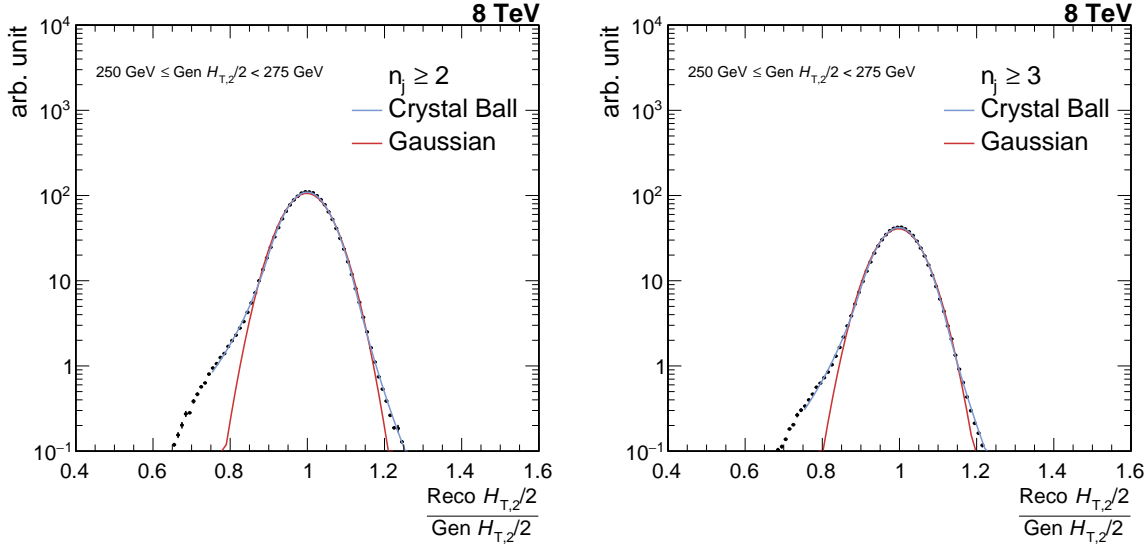 8 TeV
arb. unit
10⁴
10³
10²
10
1
10⁻¹
250 GeV ≤ Gen H_T,2/2 < 275 GeV
n_j ≥ 2
Crystal Ball
Gaussian
0.4 0.6 0.8 1 1.2 1.4 1.6
Reco H_T,2/2
Gen H_T,2/2
8 TeV
arb. unit
10⁴
10³
10²
10
1
10⁻¹
250 GeV ≤ Gen H_T,2/2 < 275 GeV
n_j ≥ 3
Crystal Ball
Gaussian
0.4 0.6 0.8 1 1.2 1.4 1.6
Reco H_T,2/2
Gen H_T,2/2